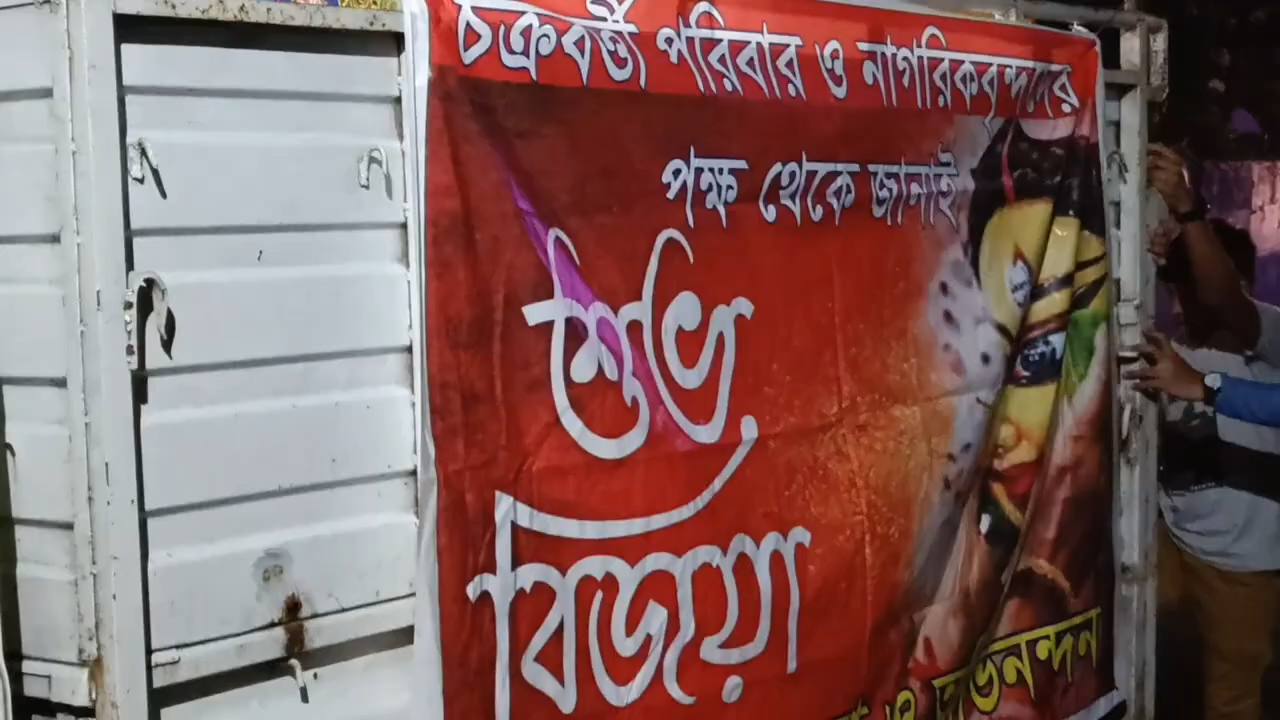 চক্রবর্ত্তী পরিবার ও নাগরিকবৃন্দদের
পক্ষ থেকে জানাই
শুভ
বিজয়া
ও অভিনন্দন